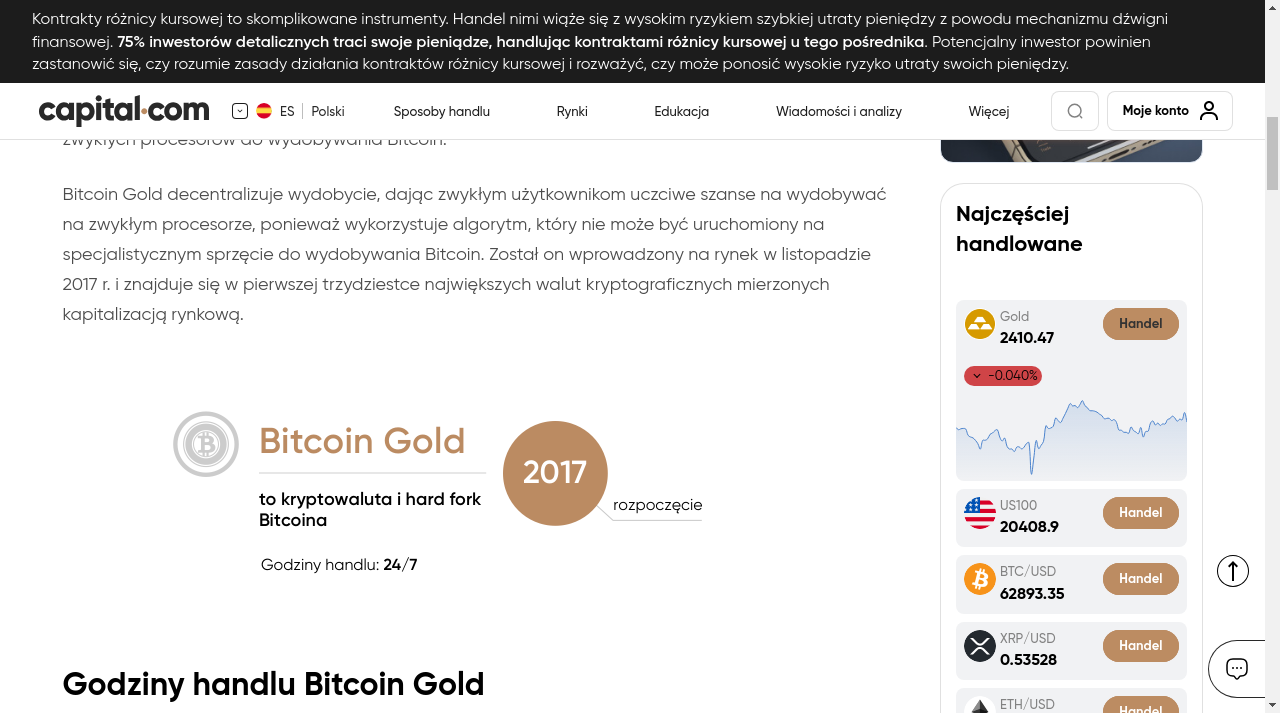 Kontrakty różnicy kursowej to skomplikowane instrumenty. Handel nimi wiąże się z wysokim ryzykiem szybkiej utraty pieniędzy z powodu mechanizmu dźwigni
finansowej. 75% inwestorów detalicznych traci swoje pieniądze, handlując kontraktami różnicy kursowej u tego pośrednika. Potencjalny inwestor powinien
zastanowić się, czy rozumie zasady działania kontraktów różnicy kursowej i rozważyć, czy może ponosić wysokie ryzyko utraty swoich pieniędzy.
capital.com
ES
Polski
Sposoby handlu
Rynki
Edukacja
Wiadomości i analizy
Więcej
Moje konto
zwykłych procesorów do wydobywania Bitcoin.
Bitcoin Gold decentralizuje wydobycie, dając zwykłym użytkownikom uczciwe szanse na wydobywać
na zwykłym procesorze, ponieważ wykorzystuje algorytm, który nie może być uruchomiony na
specjalistycznym sprzęcie do wydobywania Bitcoin. Został on wprowadzony na rynek w listopadzie
2017 r. i znajduje się w pierwszej trzydziestce największych walut kryptograficznych mierzonych
kapitalizacją rynkową.
Bitcoin Gold
to kryptowaluta i hard fork
Bitcoina
Godziny handlu: 24/7
2017
rozpoczęcie
Godziny handlu Bitcoin Gold
Najczęściej
handlowane
Gold
2410.47
Handel
-0.040%
US100
20408.9
Handel
BTC/USD
62893.35
Handel
XRP/USD
0.53528
Handel
ETH/USD
Handel